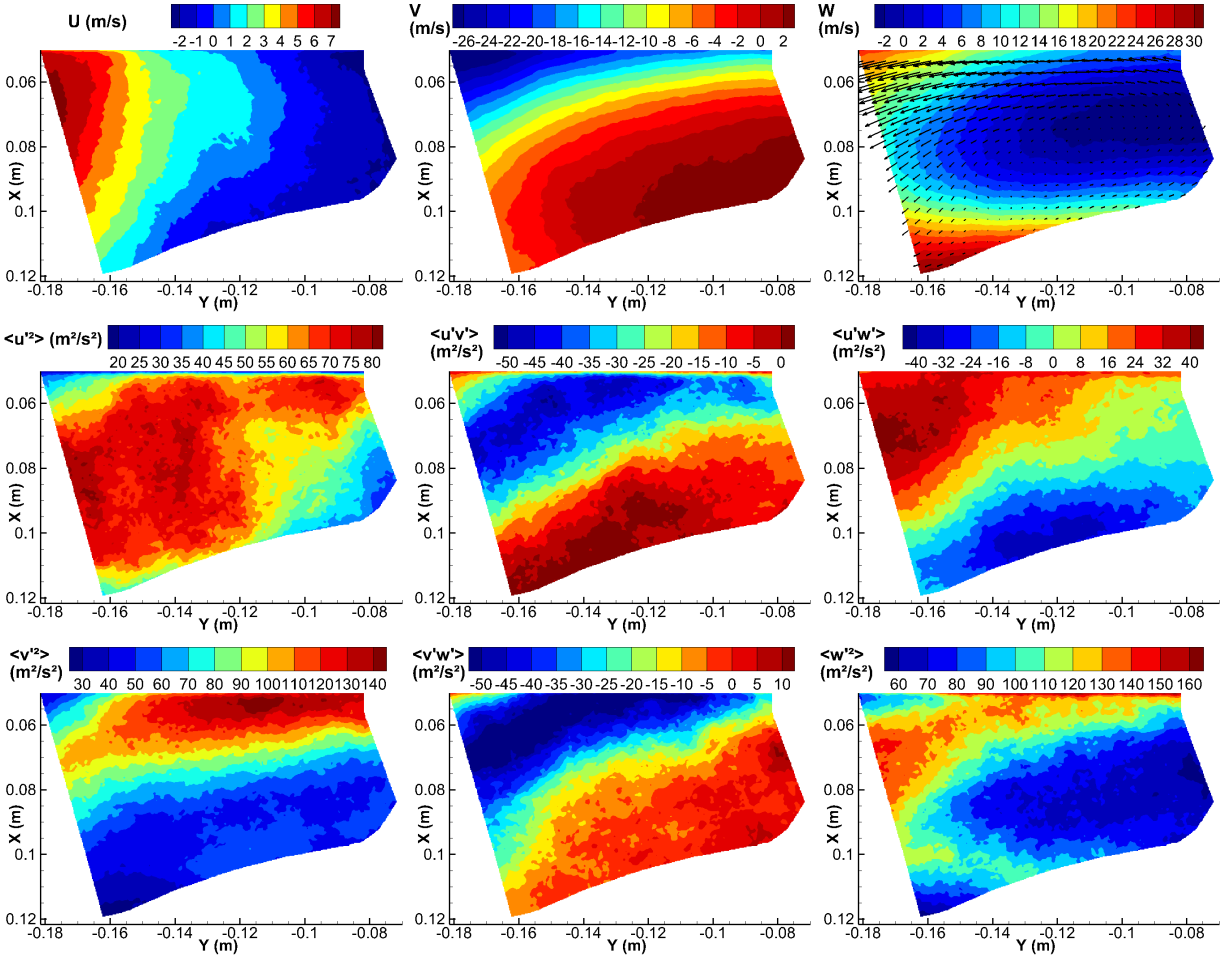 U (m/s)
-2 -1 0 1 2 3 4 5 6 7
V
(m/s)
-26-24-22-20-18-16-14-12-10 -8 -6 -4 -2 0 2
W
(m/s)
-2 0 2 4 6 8 10 12 14 16 18 20 22 24 26 28 30
X (m)
0.06
0.08
0.1
0.12
-0.18 -0.16 -0.14 -0.12 -0.1 -0.08
Y (m)
X (m)
0.06
0.08
0.1
0.12
-0.18 -0.16 -0.14 -0.12 -0.1 -0.08
Y (m)
X (m)
0.06
0.08
0.1
0.12
-0.18 -0.16 -0.14 -0.12 -0.1 -0.08
Y (m)
<u'²> (m²/s²)
20 25 30 35 40 45 50 55 60 65 70 75 80
<u'v'>
(m²/s²)
-50 -45 -40 -35 -30 -25 -20 -15 -10 -5 0
<u'w'>
(m²/s²)
-40 -32 -24 -16 -8 0 8 16 24 32 40
X (m)
0.06
0.08
0.1
0.12
-0.18 -0.16 -0.14 -0.12 -0.1 -0.08
Y (m)
X (m)
0.06
0.08
0.1
0.12
-0.18 -0.16 -0.14 -0.12 -0.1 -0.08
Y (m)
X (m)
0.06
0.08
0.1
0.12
-0.18 -0.16 -0.14 -0.12 -0.1 -0.08
Y (m)
<v'²>
(m²/s²)
30 40 50 60 70 80 90 100110120130140
<v'w'>
(m²/s²)
-50 -45 -40 -35 -30 -25 -20 -15 -10 -5 0 5 10
<w'²>
(m²/s²)
60 70 80 90 100 110 120 130 140 150 160
X (m)
0.06
0.08
0.1
0.12
-0.18 -0.16 -0.14 -0.12 -0.1 -0.08
Y (m)
X (m)
0.06
0.08
0.1
0.12
-0.18 -0.16 -0.14 -0.12 -0.1 -0.08
Y (m)
X (m)
0.06
0.08
0.1
0.12
-0.18 -0.16 -0.14 -0.12 -0.1 -0.08
Y (m)